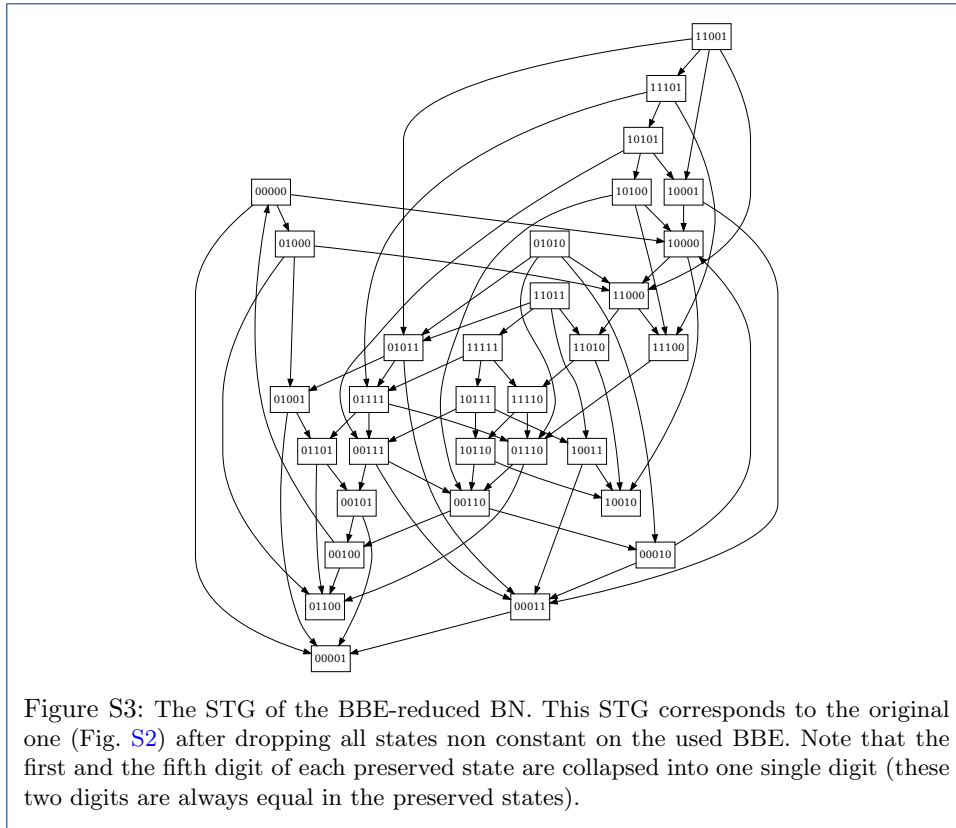 11001
11101
10101
00000 10100 10001
01000 01010 10000
11011 11000
01011 11111 11010 11100
01001 01111 10111 11110
01101 00111 10110 01110 10011
00101 00110 10010
00100 00010
01100 00011
00001
Figure S3: The STG of the BBE-reduced BN. This STG corresponds to the original
one (Fig. S2) after dropping all states non constant on the used BBE. Note that the
first and the fifth digit of each preserved state are collapsed into one single digit (these
two digits are always equal in the preserved states).